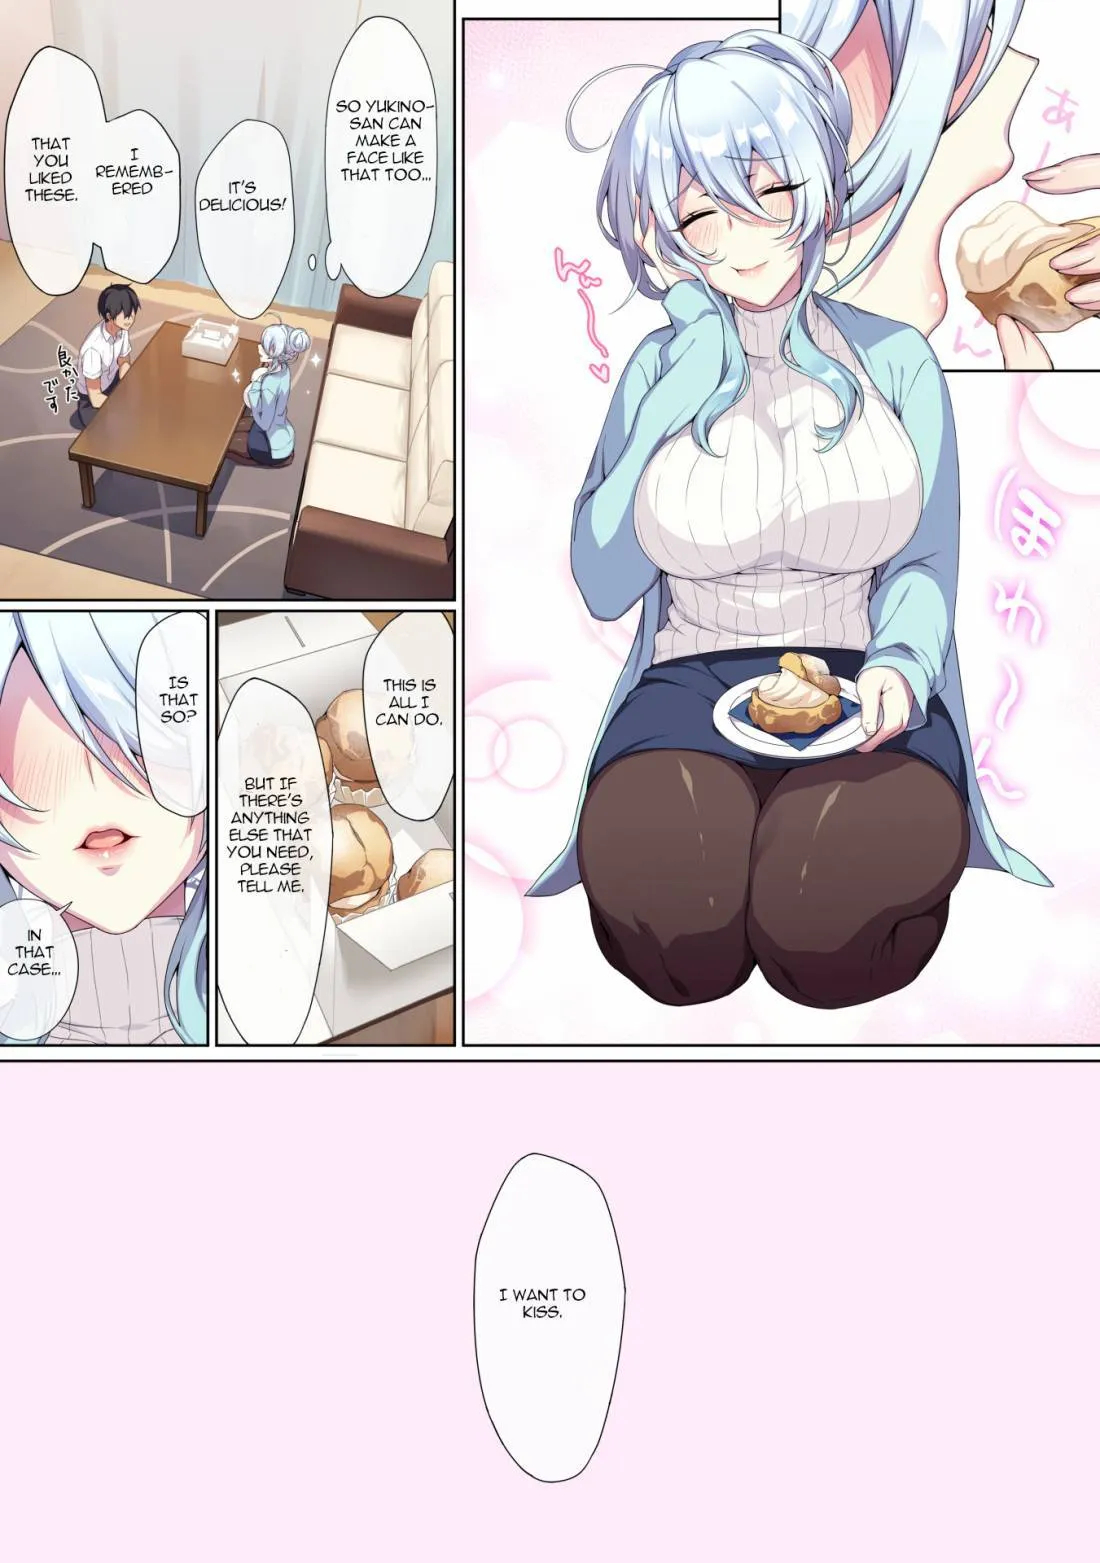 あ
ーん
ん～～♡
ほわ～～ん
SO YUKINO-
SAN CAN
MAKE A
FACE LIKE
THAT TOO...
IT'S
DELICIOUS!
I
REMEMB-
ERED
THAT
YOU
LIKED
THESE.
良かった
です
THIS IS
ALL I
CAN DO.
BUT IF
THERE'S
ANYTHING
ELSE THAT
YOU NEED,
PLEASE
TELL ME.
IS
THAT
SO?
IN
THAT
CASE...
I WANT TO
KISS.